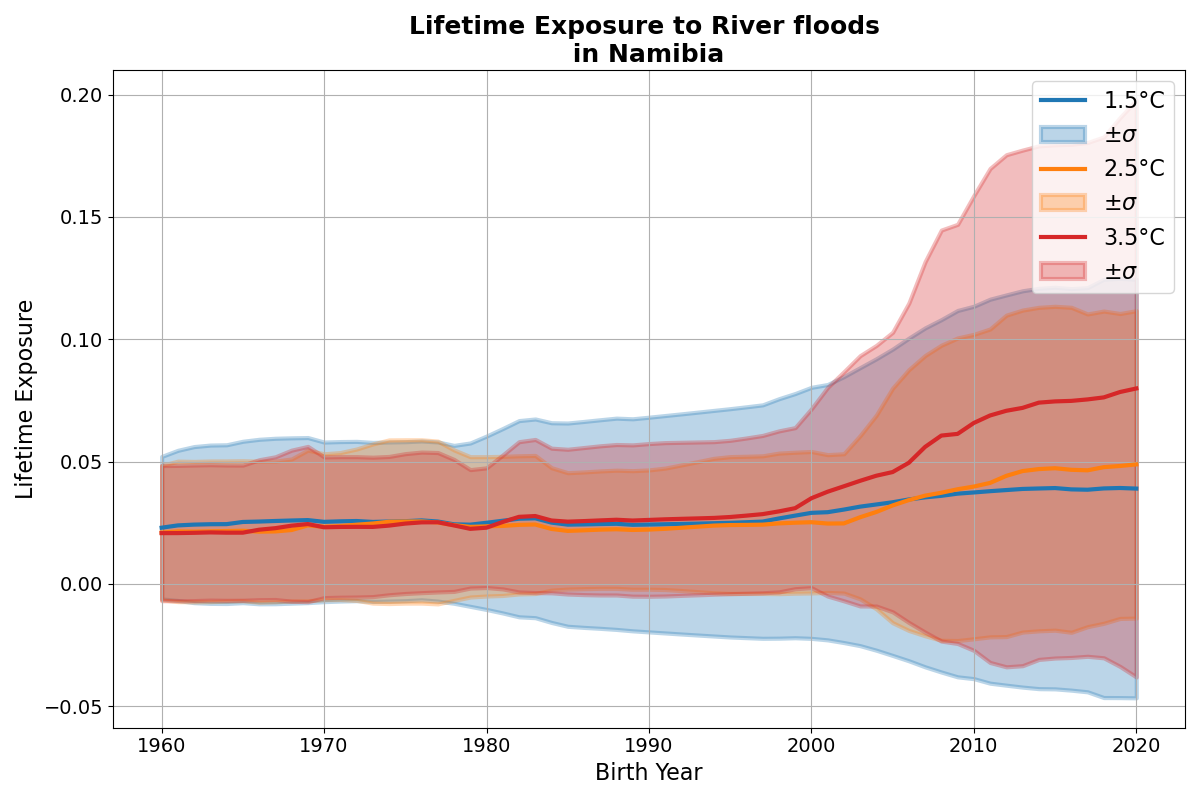 Lifetime Exposure to River floods
in Namibia
0.20
0.15
0.10
0.05
0.00
−0.05
Lifetime Exposure
1960
1970
1980
1990
2000
2010
2020
Birth Year
1.5°C
±σ
2.5°C
±σ
3.5°C
±σ